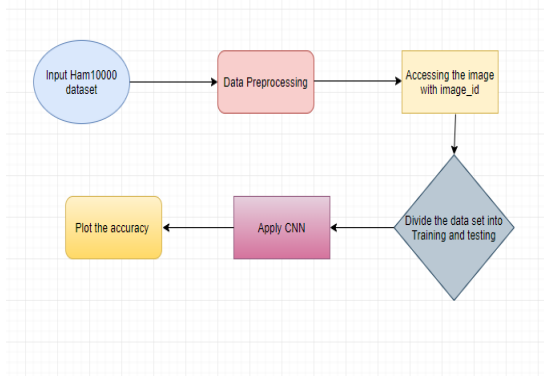 Input Ham10000
dataset
Data Preprocessing
Accessing the image
with image_id
Divide the data set into
Training and testing
Apply CNN
Plot the accuracy